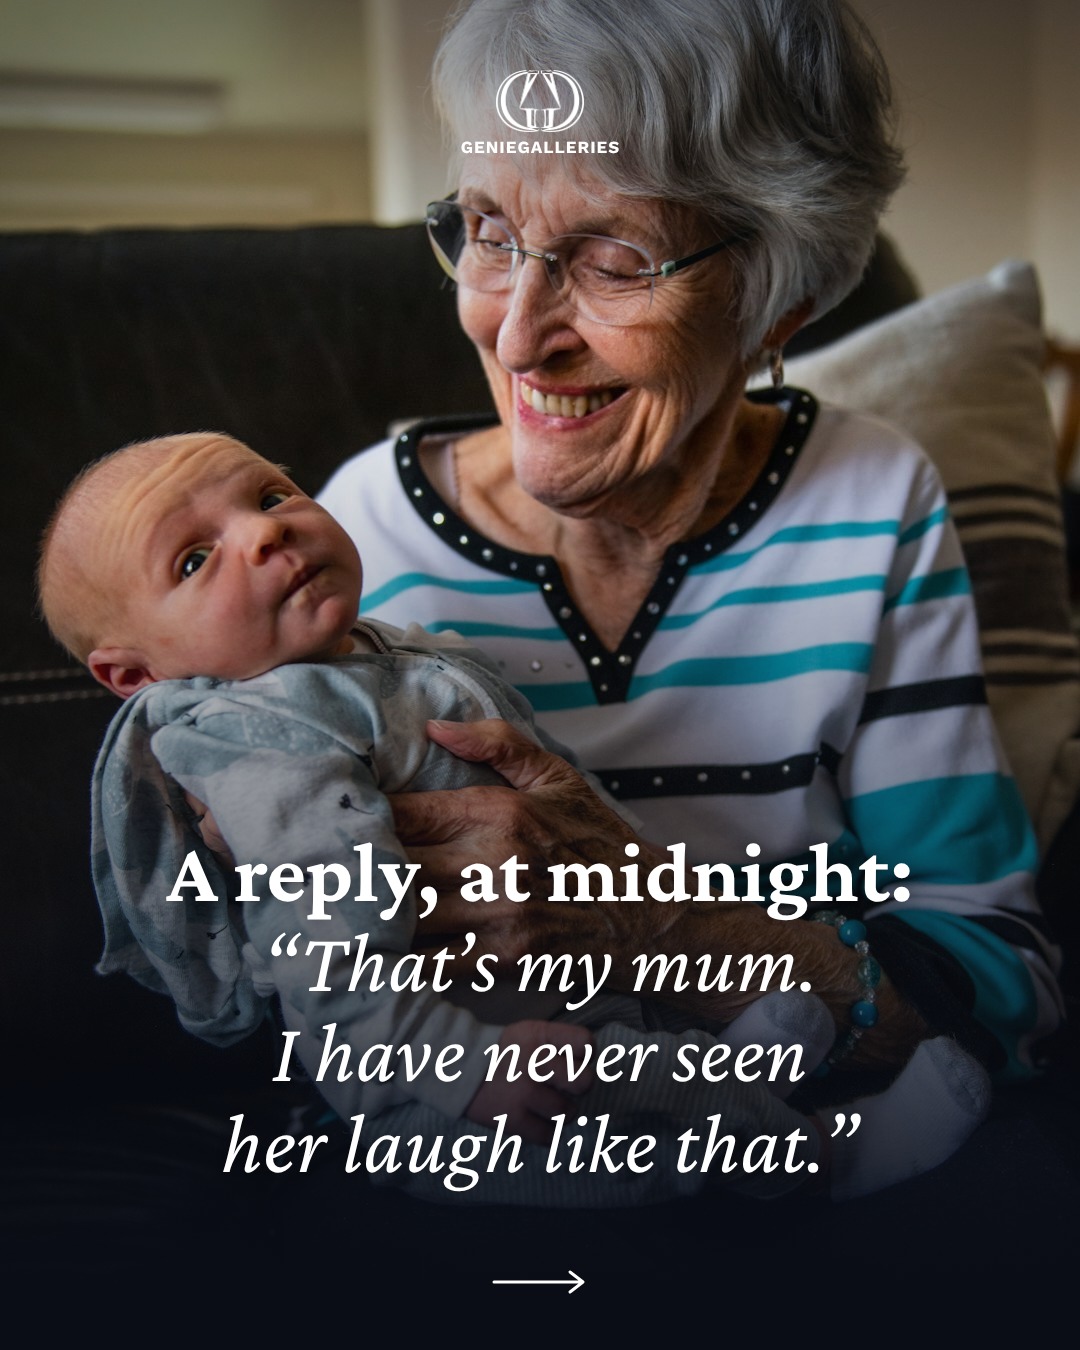 GENIEGALLERIES
A reply, at midnight:
“That’s my mum.
I have never seen
her laugh like that.”